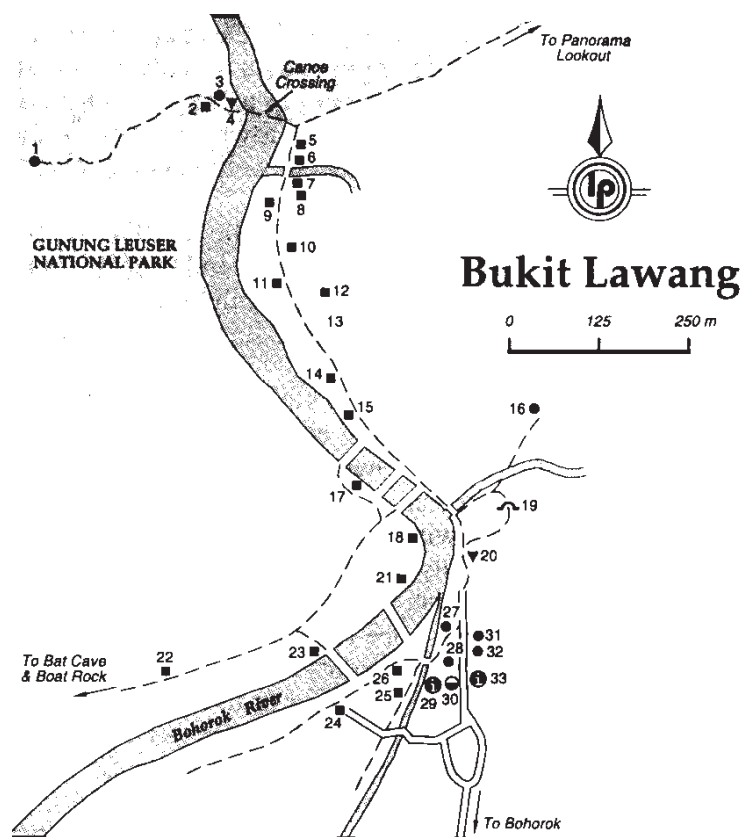 To Panorama
Lookout
Canoe
Crossing
3
2
4
1
5
6
7
8
9
lp
GUNUNG LEUSER
NATIONAL PARK
10
Bukit Lawang
11
12
13
0 125 250 m
14
15
16
17
19
18
20
21
27
31
23
28
32
To Bat Cave
& Boat Rock
22
26
33
25
29
30
24
Bohorok River
To Bohorok